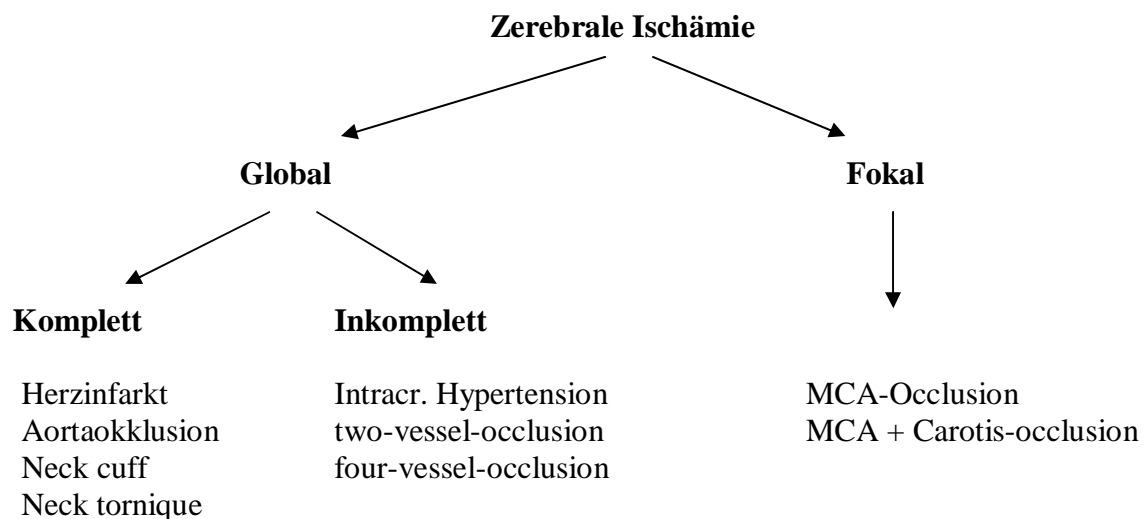 Zerebrale Ischämie
Global
Fokal
Komplett
Inkomplett
Herzinfarkt
Aortaokklusion
Neck cuff
Neck tornique
Intracr. Hypertension
two-vessel-occlusion
four-vessel-occlusion
MCA-Occlusion
MCA + Carotis-occlusion